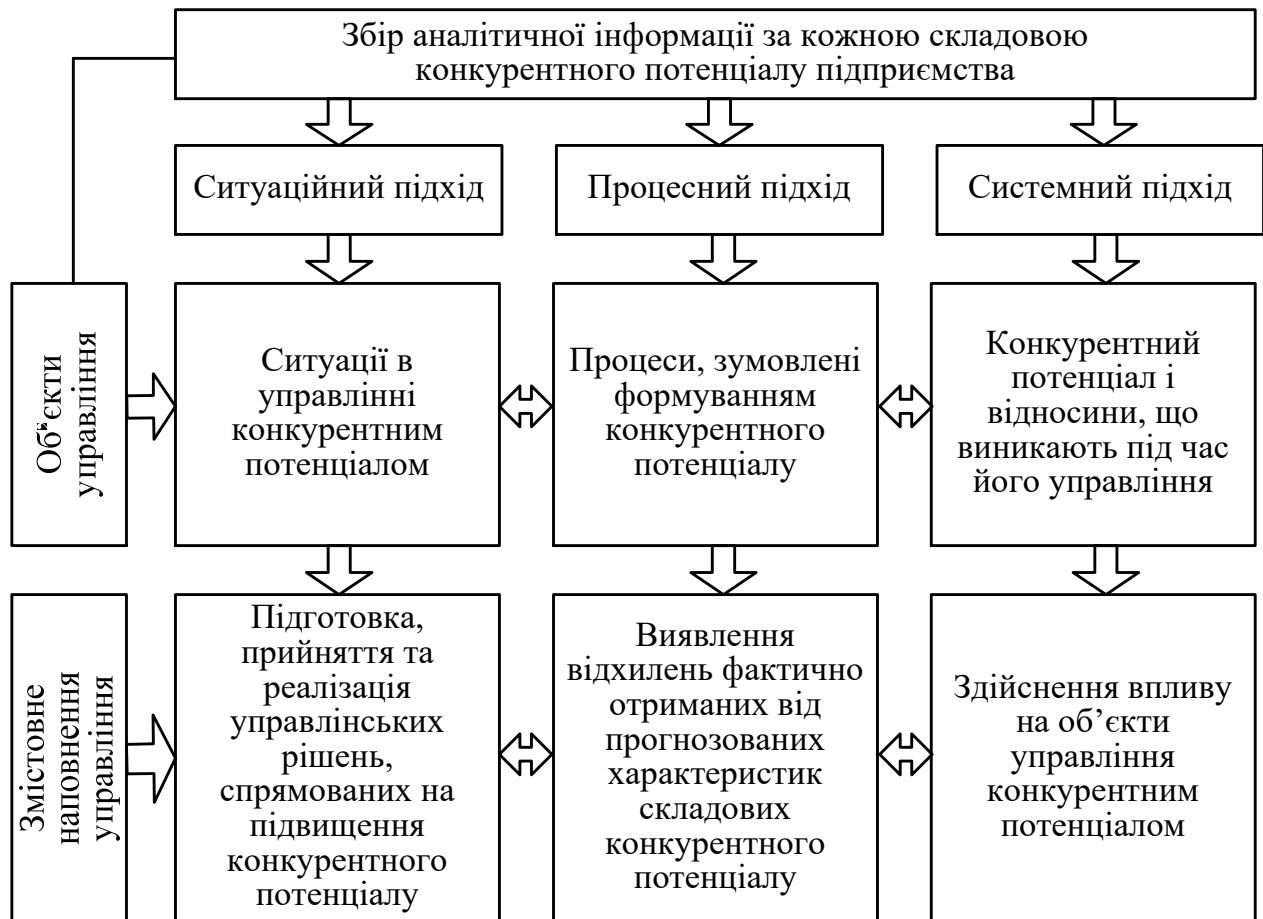 Збір аналітичної інформації за кожною складовою
конкурентного потенціалу підприємства
Ситуаційний підхід
Процесний підхід
Системний підхід
Об’єкти
управління
Ситуації в
управлінні
конкурентним
потенціалом
Процеси, зумовлені
формуванням
конкурентного
потенціалу
Конкурентний
потенціал і
відносини, що
виникають під час
його управління
Змістовне
наповнення
управління
Підготовка,
прийняття та
реалізація
управлінських
рішень,
спрямованих на
підвищення
конкурентного
потенціалу
Виявлення
відхилень фактично
отриманих від
прогнозованих
характеристик
складових
конкурентного
потенціалу
Здійснення впливу
на об’єкти
управління
конкурентним
потенціалом